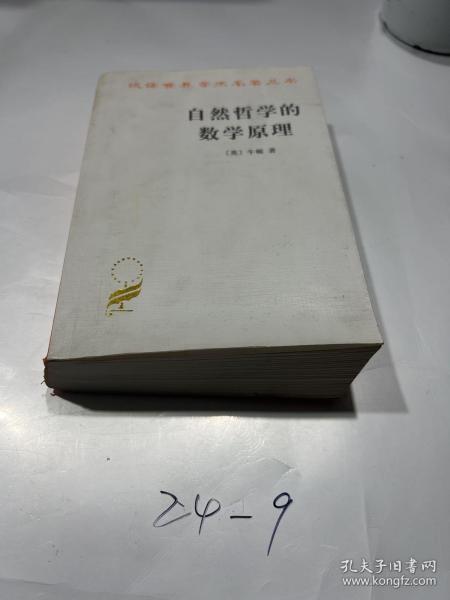 汉译世界学术名著丛书
自然哲学的
数学原理
〔英〕牛顿 著
24-9
孔夫子旧书网
www.kongfz.com